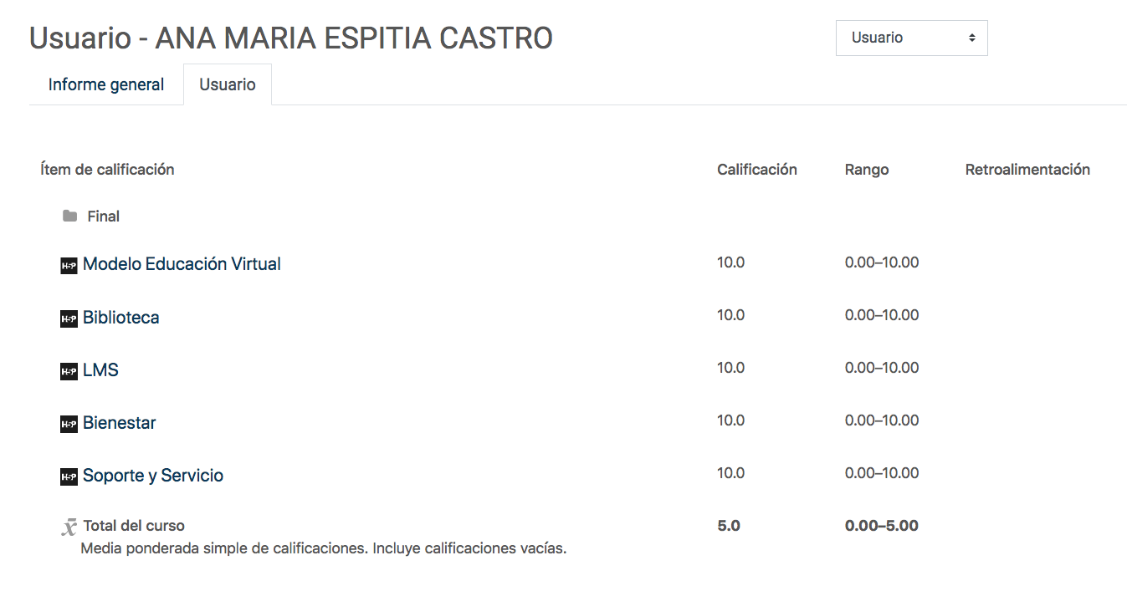 Usuario - ANA MARIA ESPITIA CASTRO
Usuario
Informe general Usuario
Ítem de calificación Calificación Rango Retroalimentación
Final
H-P Modelo Educación Virtual 10.0 0.00–10.00
H-P Biblioteca 10.0 0.00–10.00
H-P LMS 10.0 0.00–10.00
H-P Bienestar 10.0 0.00–10.00
H-P Soporte y Servicio 10.0 0.00–10.00
x̄ Total del curso 5.0 0.00–5.00
Media ponderada simple de calificaciones. Incluye calificaciones vacías.